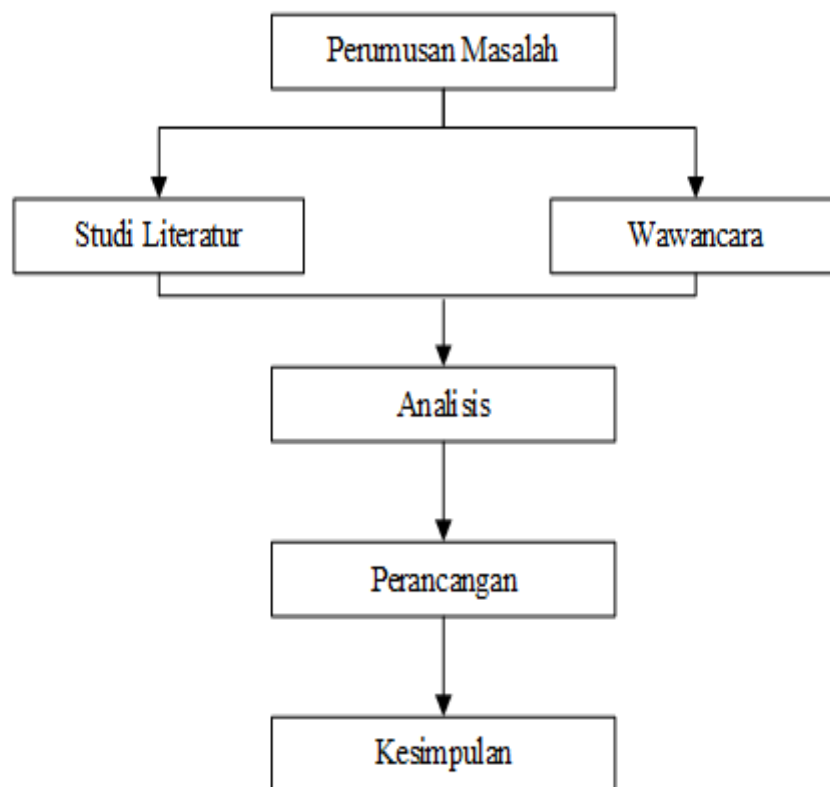 Perumusan Masalah
Studi Literatur
Wawancara
Analisis
Perancangan
Kesimpulan